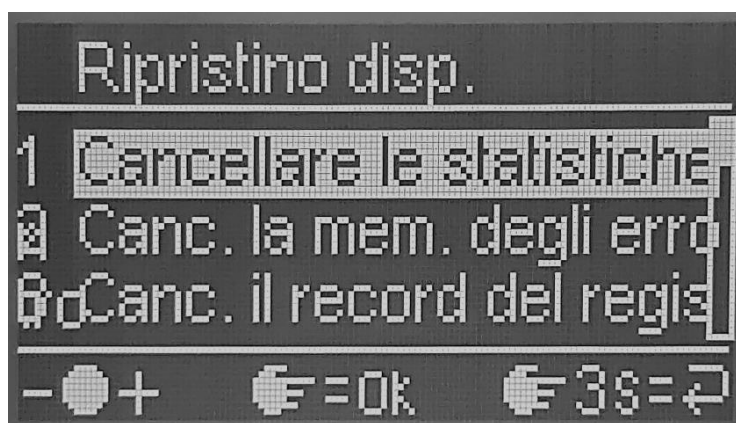 Ripristino disp.
1 Cancellare le statistiche
Canc. la mem. degli erro
Canc. il record del regis
- + =Ok 3s=